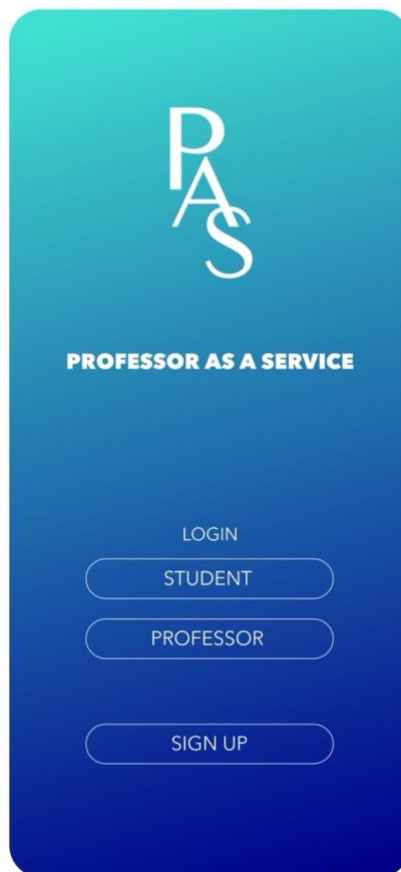 PAS
PROFESSOR AS A SERVICE
LOGIN
STUDENT
PROFESSOR
SIGN UP